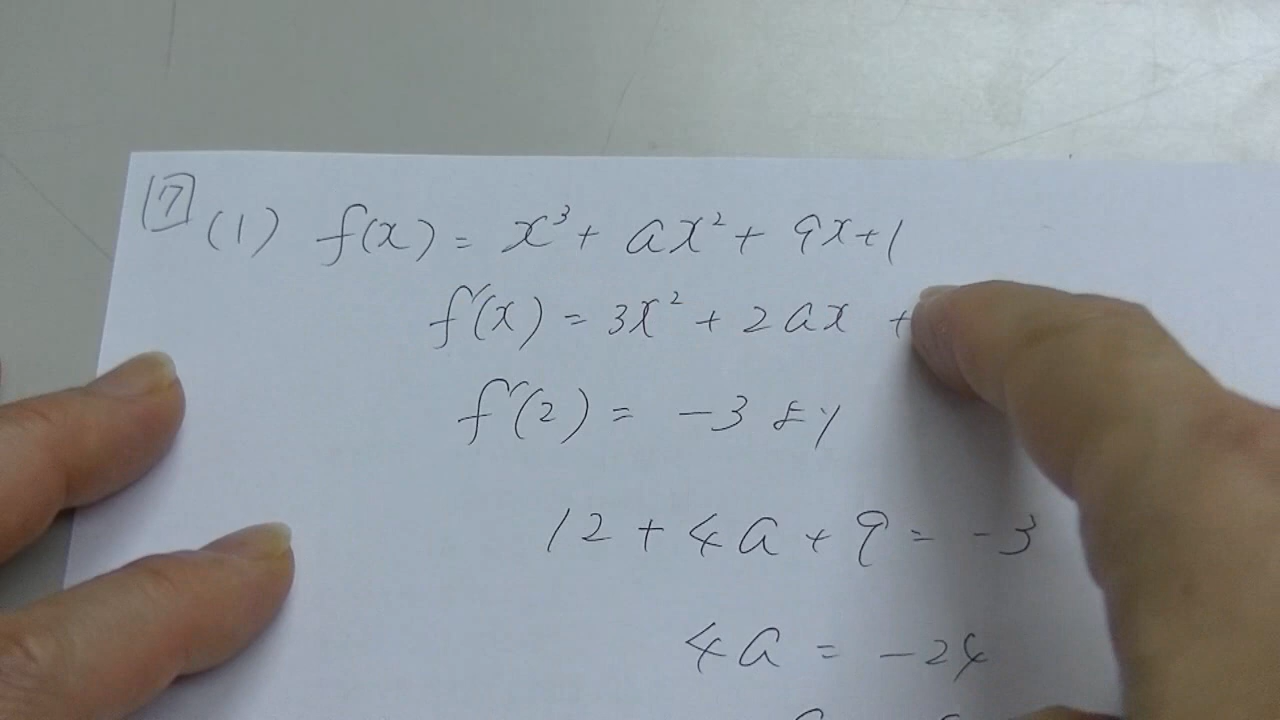 [7] (1) f(x) = x³ + ax² + 9x+1
f'(x) = 3x² + 2ax +
f'(2) = -3 より
12 + 4a + 9 = -3
4a = -24